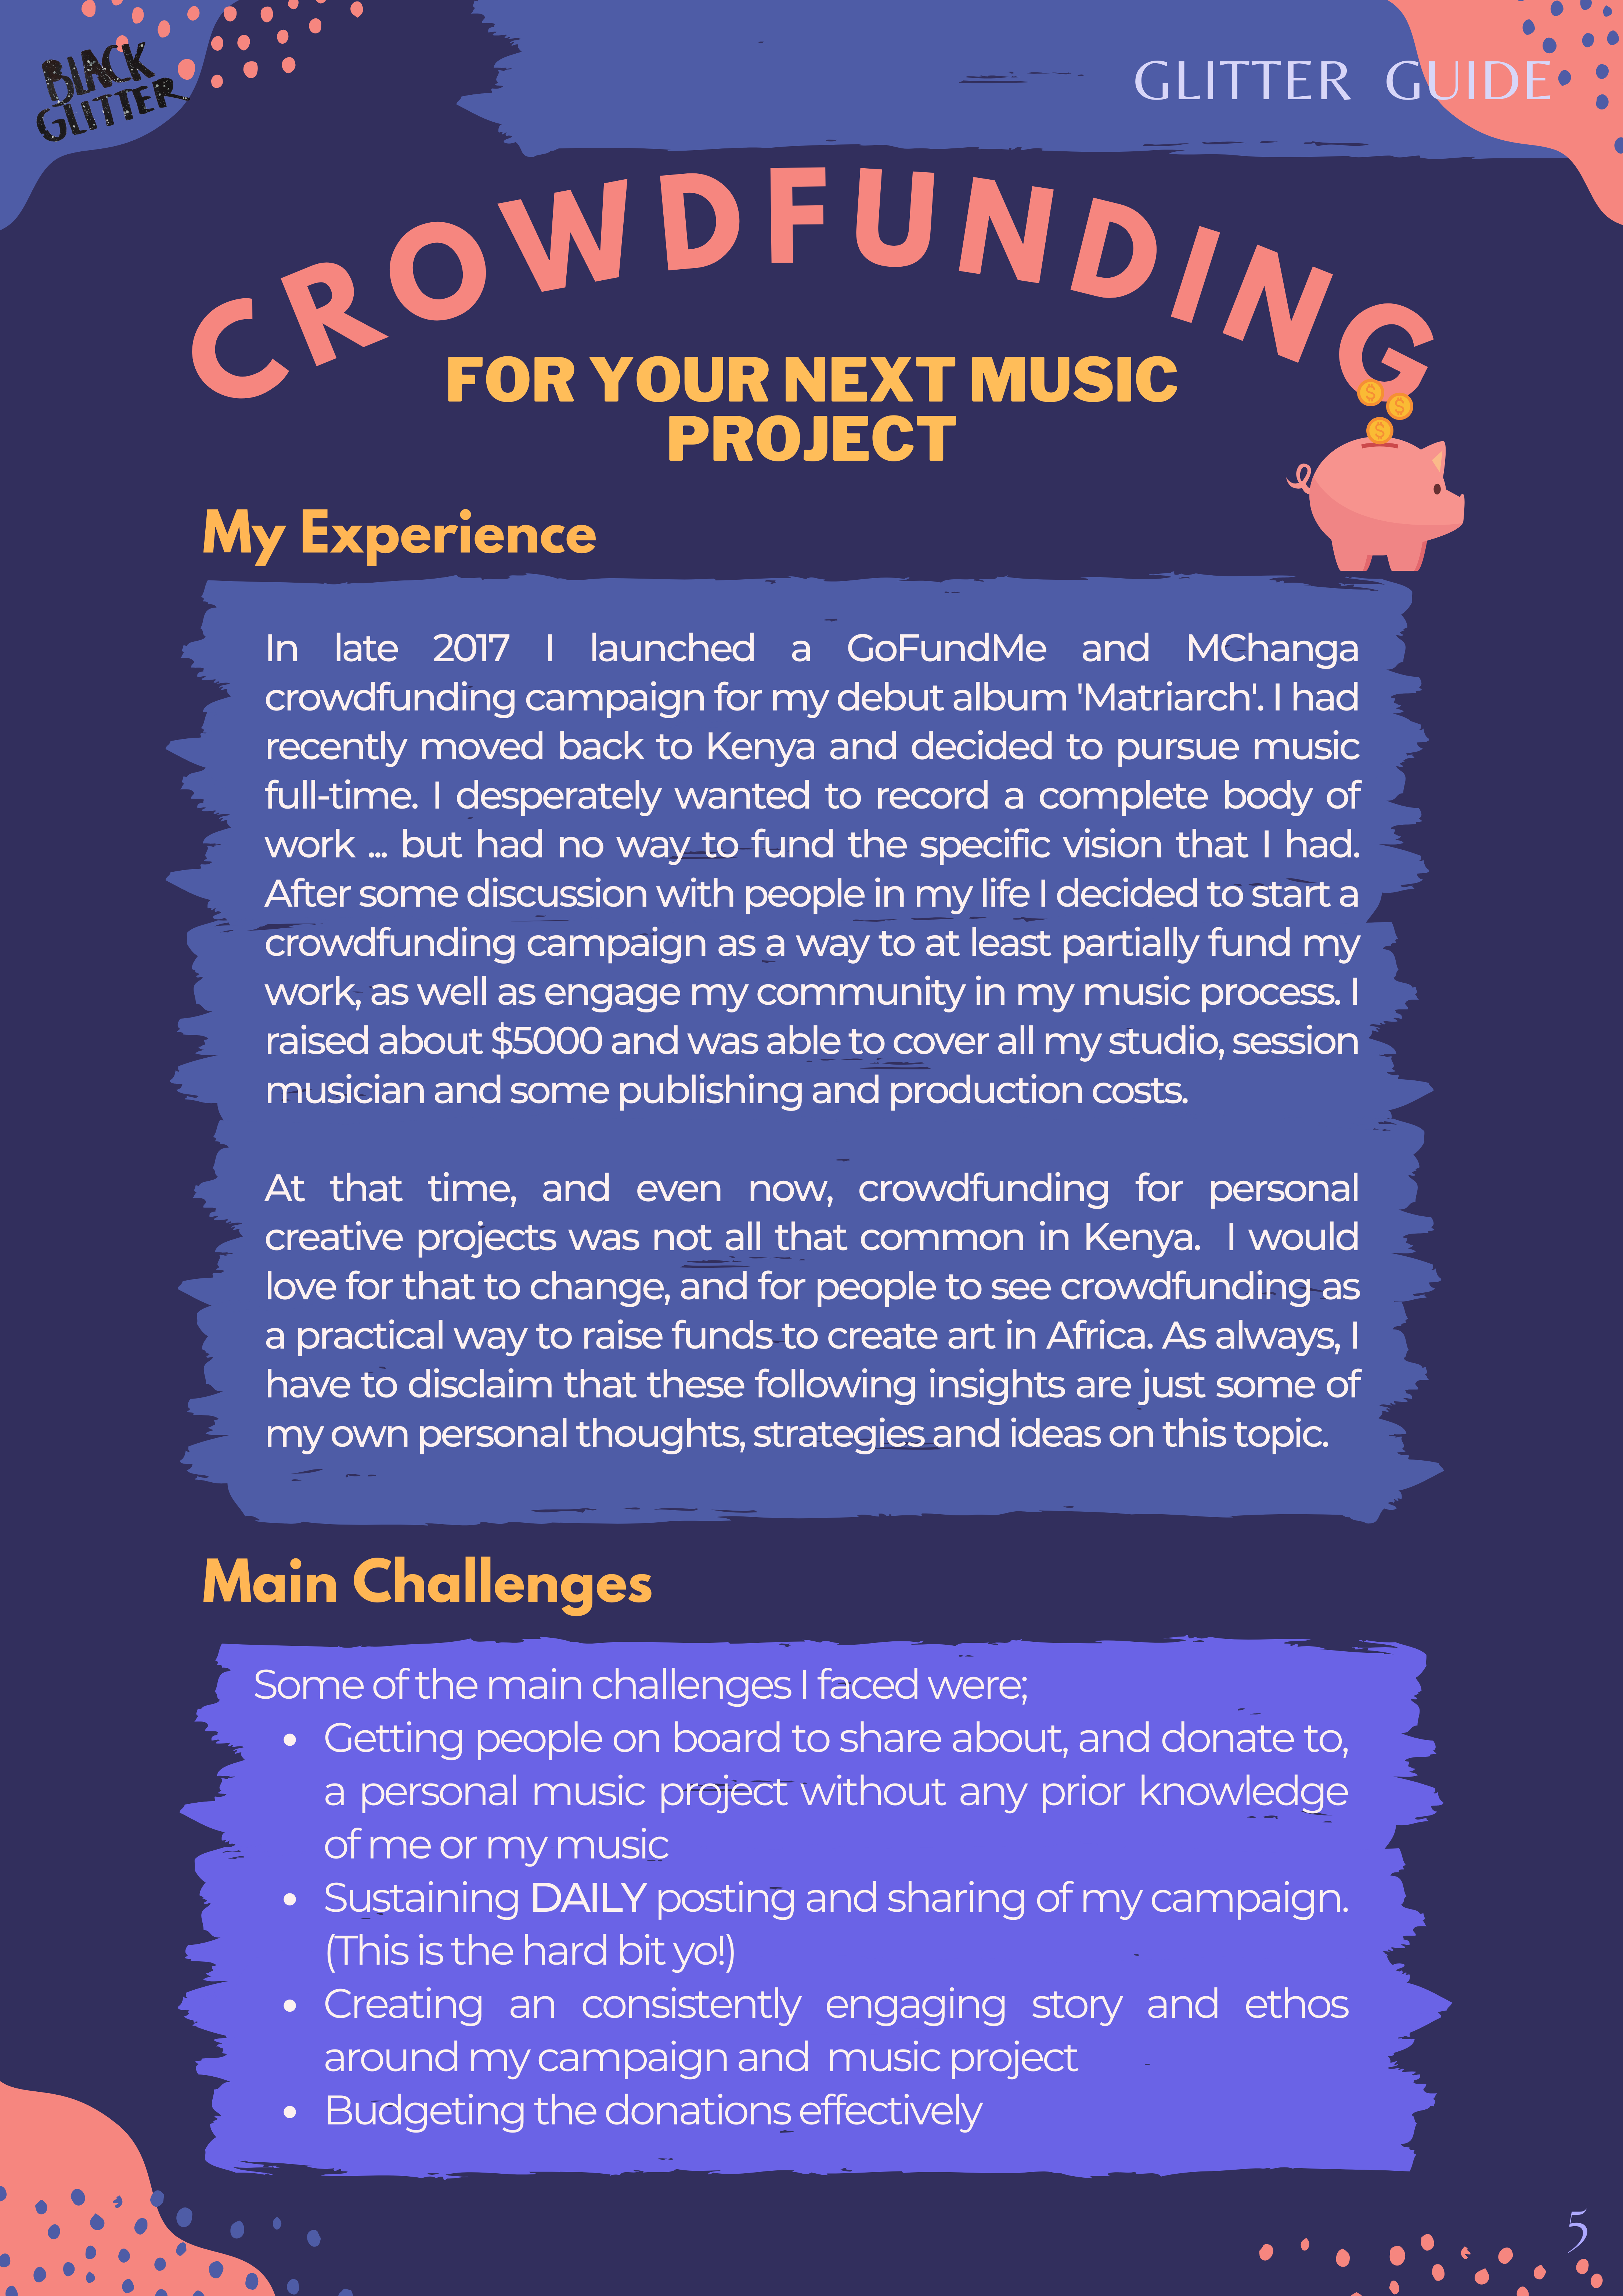 BLACK
GLITTER
GLITTER GUIDE
CROWDFUNDING
FOR YOUR NEXT MUSIC
PROJECT
My Experience
In late 2017 I launched a GoFundMe and MChanga
crowdfunding campaign for my debut album 'Matriarch'. I had
recently moved back to Kenya and decided to pursue music
full-time. I desperately wanted to record a complete body of
work ... but had no way to fund the specific vision that I had.
After some discussion with people in my life I decided to start a
crowdfunding campaign as a way to at least partially fund my
work, as well as engage my community in my music process. I
raised about $5000 and was able to cover all my studio, session
musician and some publishing and production costs.
At that time, and even now, crowdfunding for personal
creative projects was not all that common in Kenya. I would
love for that to change, and for people to see crowdfunding as
a practical way to raise funds to create art in Africa. As always, I
have to disclaim that these following insights are just some of
my own personal thoughts, strategies and ideas on this topic.
Main Challenges
Some of the main challenges I faced were;
• Getting people on board to share about, and donate to,
a personal music project without any prior knowledge
of me or my music
• Sustaining DAILY posting and sharing of my campaign.
(This is the hard bit yo!)
• Creating an consistently engaging story and ethos
around my campaign and music project
• Budgeting the donations effectively
5